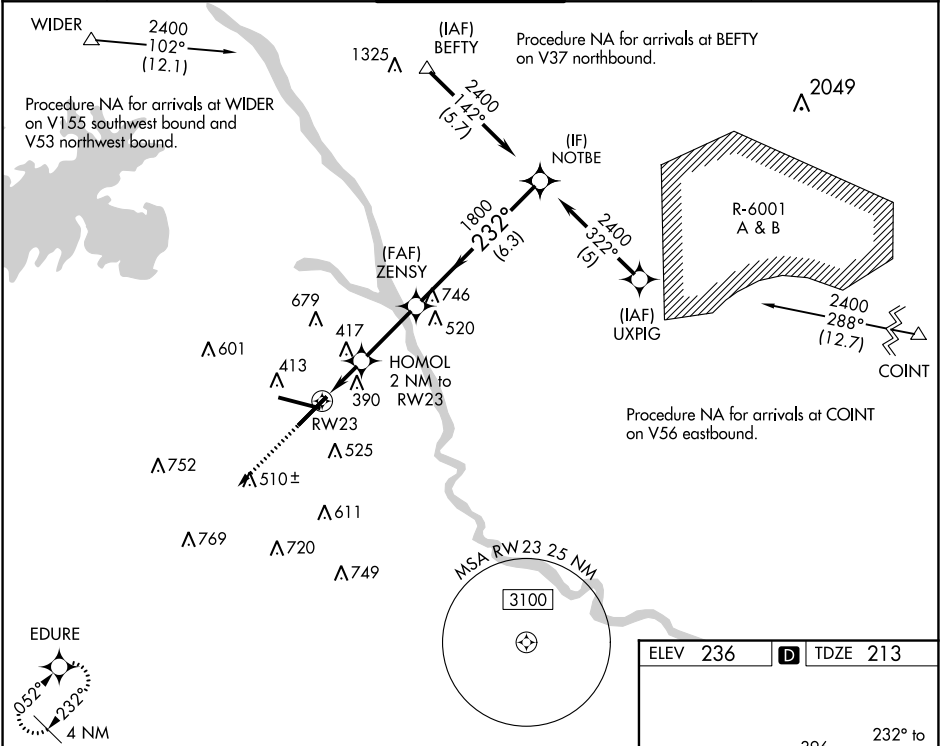 WIDER
2400
102°
(12.1)
Procedure NA for arrivals at WIDER
on V155 southwest bound and
V53 northwest bound.
1325
(IAF)
BEFTY
2400
142°
(5.7)
Procedure NA for arrivals at BEFTY
on V37 northbound.
2049
(IF)
NOTBE
1800
232°
(6.3)
2400
322°
(5)
R-6001
A & B
(IAF)
UXPIG
2400
288°
(12.7)
COINT
Procedure NA for arrivals at COINT
on V56 eastbound.
(FAF)
ZENSY
746
520
679
417
601
413
HOMOL
2 NM to
RW23
390
RW23
525
752
510±
611
769
720
749
MSA RW23 25 NM
3100
EDURE
052°
232°
4 NM
ELEV 236
D
TDZE 213
232° to